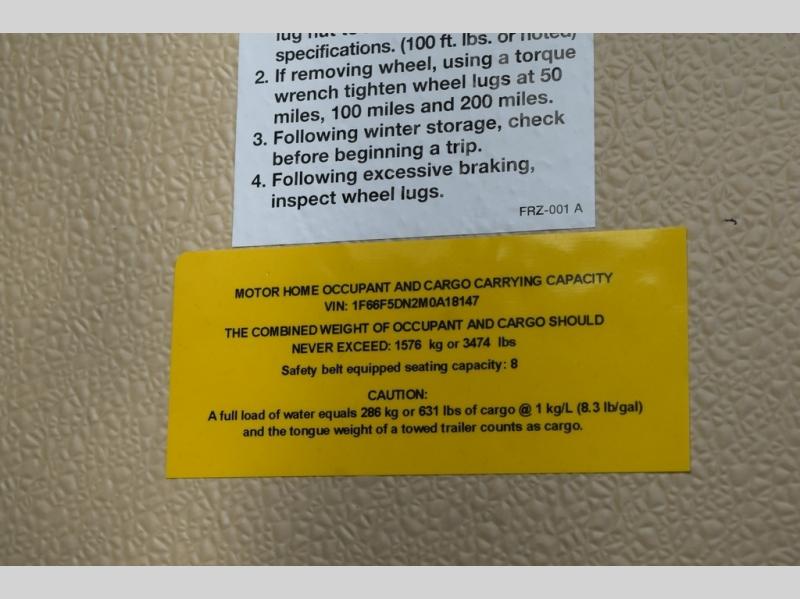 lug nut to
specifications. (100 ft. lbs. or noted)
2. If removing wheel, using a torque
wrench tighten wheel lugs at 50
miles, 100 miles and 200 miles.
3. Following winter storage, check
before beginning a trip.
4. Following excessive braking,
inspect wheel lugs.
FRZ-001 A
MOTOR HOME OCCUPANT AND CARGO CARRYING CAPACITY
VIN: 1F66F5DN2M0A18147
THE COMBINED WEIGHT OF OCCUPANT AND CARGO SHOULD
NEVER EXCEED: 1576 kg or 3474 lbs
Safety belt equipped seating capacity: 8
CAUTION:
A full load of water equals 286 kg or 631 lbs of cargo @ 1 kg/L (8.3 lb/gal)
and the tongue weight of a towed trailer counts as cargo.